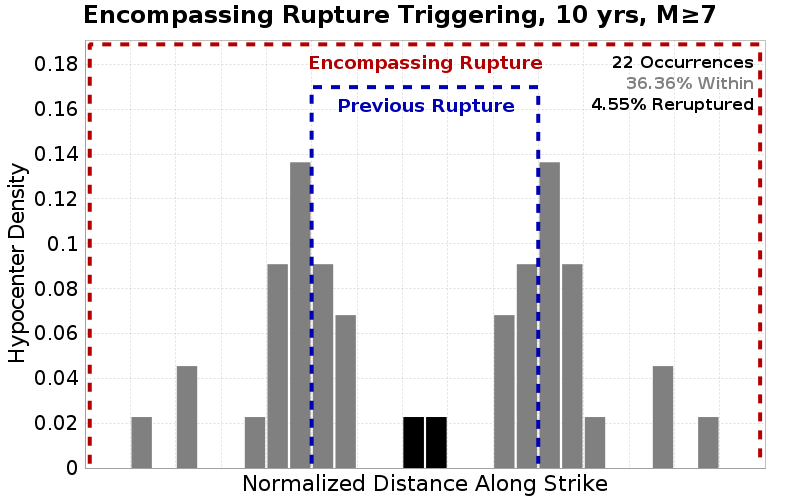 Encompassing Rupture Triggering, 10 yrs, M≥7
Encompassing Rupture
Previous Rupture
22 Occurrences
36.36% Within
4.55% Reruptured
Hypocenter Density
0.18
0.16
0.14
0.12
0.1
0.08
0.06
0.04
0.02
0
Normalized Distance Along Strike